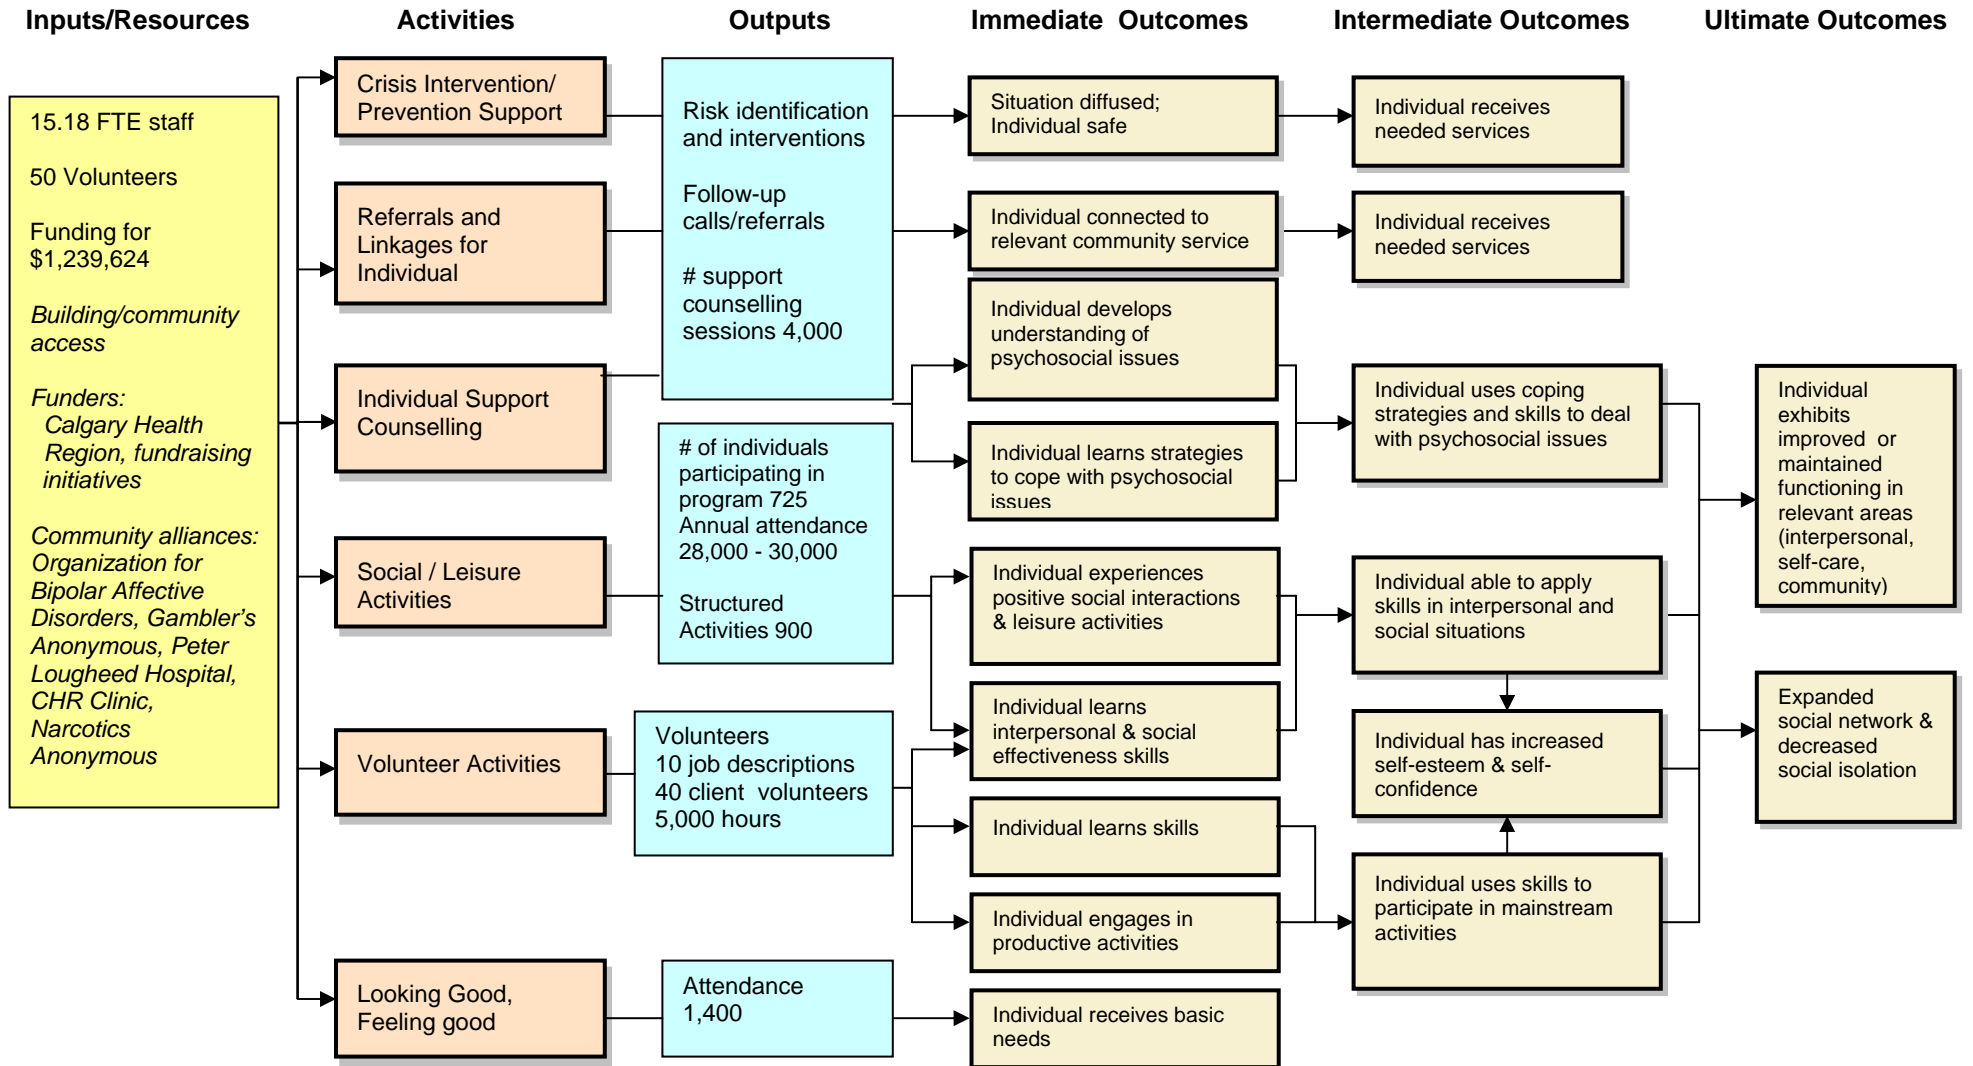 Inputs/Resources
Activities
Outputs
Immediate Outcomes
Intermediate Outcomes
Ultimate Outcomes
15.18 FTE staff
50 Volunteers
Funding for
$1,239,624
Building/community
access
Funders:
Calgary Health
Region, fundraising
initiatives
Community alliances:
Organization for
Bipolar Affective
Disorders, Gambler's
Anonymous, Peter
Lougheed Hospital,
CHR Clinic,
Narcotics
Anonymous
Crisis Intervention/
Prevention Support
Referrals and
Linkages for
Individual
Individual Support
Counselling
Social / Leisure
Activities
Volunteer Activities
Looking Good,
Feeling good
Risk identification
and interventions
Follow-up
calls/referrals
# support
counselling
sessions 4,000
# of individuals
participating in
program 725
Annual attendance
28,000 - 30,000
Structured
Activities 900
Volunteers
10 job descriptions
40 client volunteers
5,000 hours
Attendance
1,400
Situation diffused;
Individual safe
Individual connected to
relevant community service
Individual develops
understanding of
psychosocial issues
Individual learns strategies
to cope with psychosocial
issues
Individual experiences
positive social interactions
& leisure activities
Individual learns
interpersonal & social
effectiveness skills
Individual learns skills
Individual engages in
productive activities
Individual receives basic
needs
Individual receives
needed services
Individual receives
needed services
Individual uses coping
strategies and skills to deal
with psychosocial issues
Individual able to apply
skills in interpersonal and
social situations
Individual has increased
self-esteem & self-
confidence
Individual uses skills to
participate in mainstream
activities
Individual
exhibits
improved or
maintained
functioning in
relevant areas
(interpersonal,
self-care,
community)
Expanded
social network &
decreased
social isolation